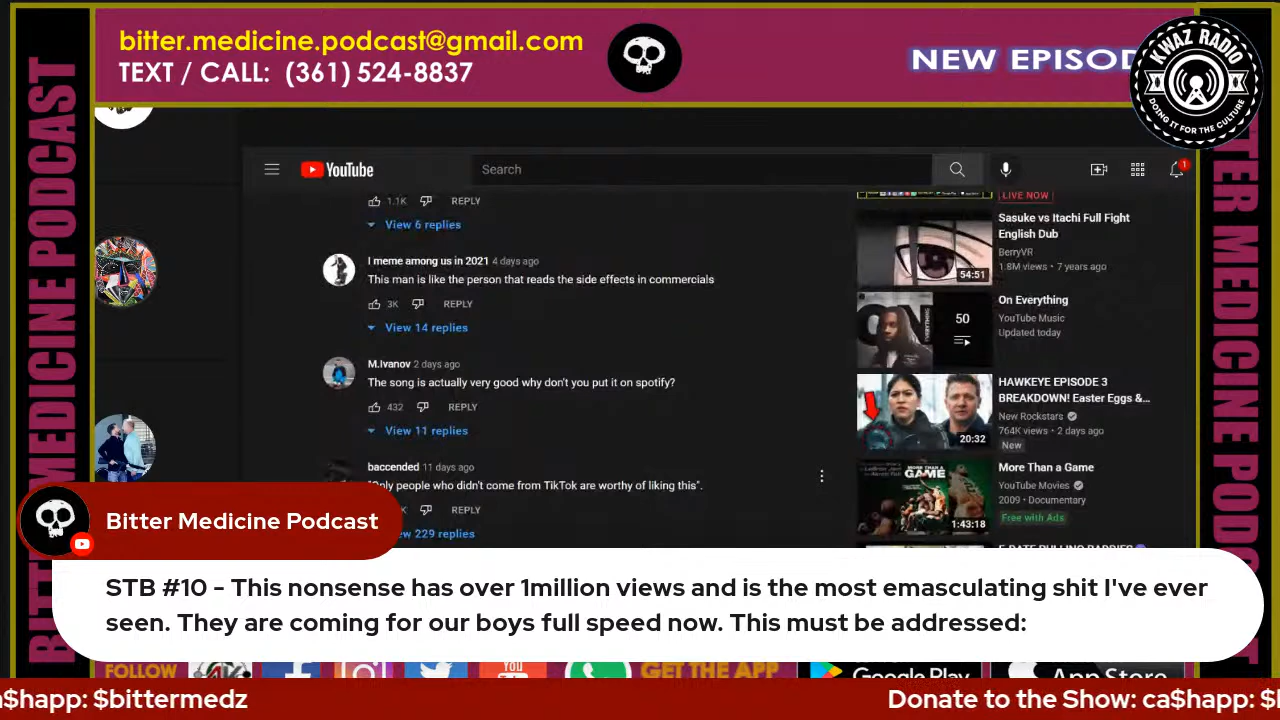 bitter.medicine.podcast@gmail.com
TEXT / CALL: (361) 524-8837
NEW EPISOD
KWAZ RADIO
DOING IT FOR THE CULTURE
BITTER MEDICINE PODCAST
YouTube
Search
1
1.1K REPLY
View 6 replies
I meme among us in 2021 4 days ago
This man is like the person that reads the side effects in commercials
3K REPLY
View 14 replies
M.Ivanov 2 days ago
The song is actually very good why don't you put it on spotify?
432 REPLY
View 11 replies
baccended 11 days ago
"Only people who didn't come from TikTok are worthy of liking this".
K REPLY
View 229 replies
LIVE NOW
Sasuke vs Itachi Full Fight
English Dub
BerryVR
1.8M views • 7 years ago
54:51
On Everything
YouTube Music
Updated today
50
HAWKEYE EPISODE 3
BREAKDOWN! Easter Eggs &...
New Rockstars
764K views • 2 days ago
New
20:32
More Than a Game
YouTube Movies
2009 • Documentary
Free with Ads
MORE THAN A GAME
1:43:18
BITTER MEDICINE PODCAST
Bitter Medicine Podcast
STB #10 - This nonsense has over 1million views and is the most emasculating shit I've ever
seen. They are coming for our boys full speed now. This must be addressed:
FOLLOW
You
GET THE APP
Google Play
App Store
a$happ: $bittermedz
Donate to the Show: ca$happ: $